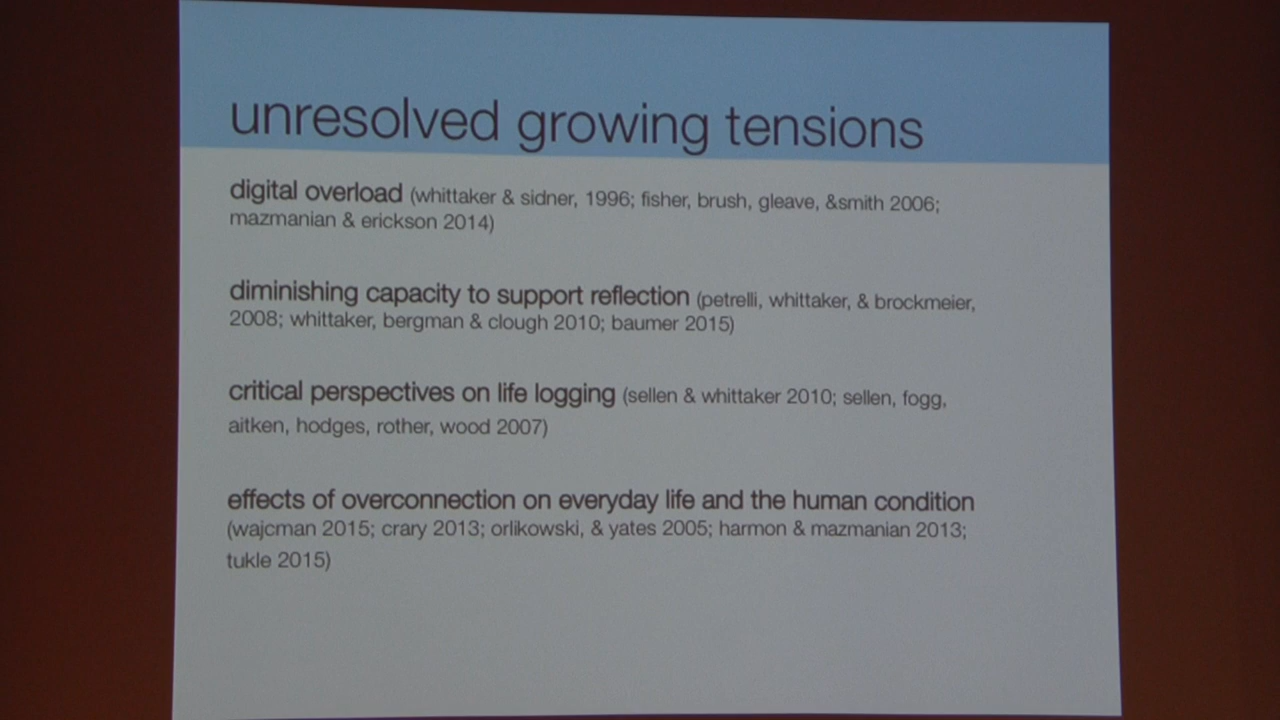 unresolved growing tensions
digital overload (whittaker & sidner, 1996; fisher, brush, gleave, &smith 2006;
mazmanian & erickson 2014)
diminishing capacity to support reflection (petrelli, whittaker, & brockmeier,
2008; whittaker, bergman & clough 2010; baumer 2015)
critical perspectives on life logging (sellen & whittaker 2010; sellen, fogg,
aitken, hodges, rother, wood 2007)
effects of overconnection on everyday life and the human condition
(wajcman 2015; crary 2013; orlikowski, & yates 2005; harmon & mazmanian 2013;
tukle 2015)